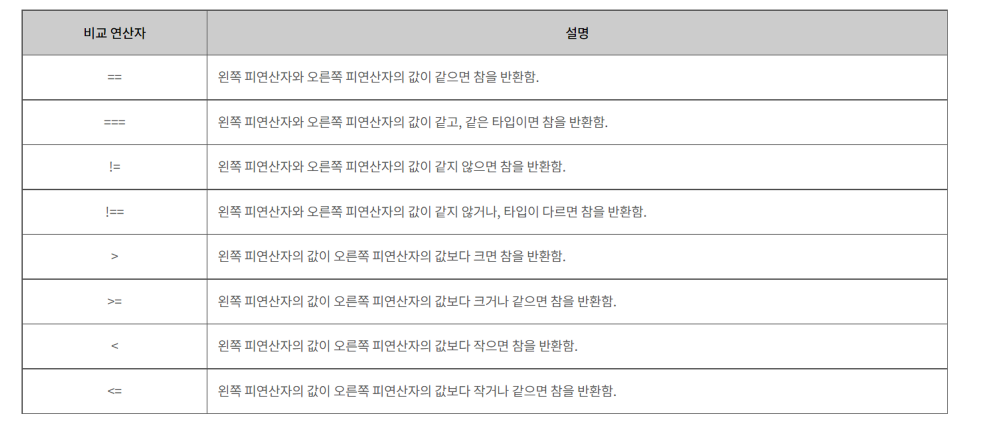 비교 연산자 설명
== 왼쪽 피연산자와 오른쪽 피연산자의 값이 같으면 참을 반환함.
=== 왼쪽 피연산자와 오른쪽 피연산자의 값이 같고, 같은 타입이면 참을 반환함.
!= 왼쪽 피연산자와 오른쪽 피연산자의 값이 같지 않으면 참을 반환함.
!== 왼쪽 피연산자와 오른쪽 피연산자의 값이 같지 않거나, 타입이 다르면 참을 반환함.
> 왼쪽 피연산자의 값이 오른쪽 피연산자의 값보다 크면 참을 반환함.
>= 왼쪽 피연산자의 값이 오른쪽 피연산자의 값보다 크거나 같으면 참을 반환함.
< 왼쪽 피연산자의 값이 오른쪽 피연산자의 값보다 작으면 참을 반환함.
<= 왼쪽 피연산자의 값이 오른쪽 피연산자의 값보다 작거나 같으면 참을 반환함.